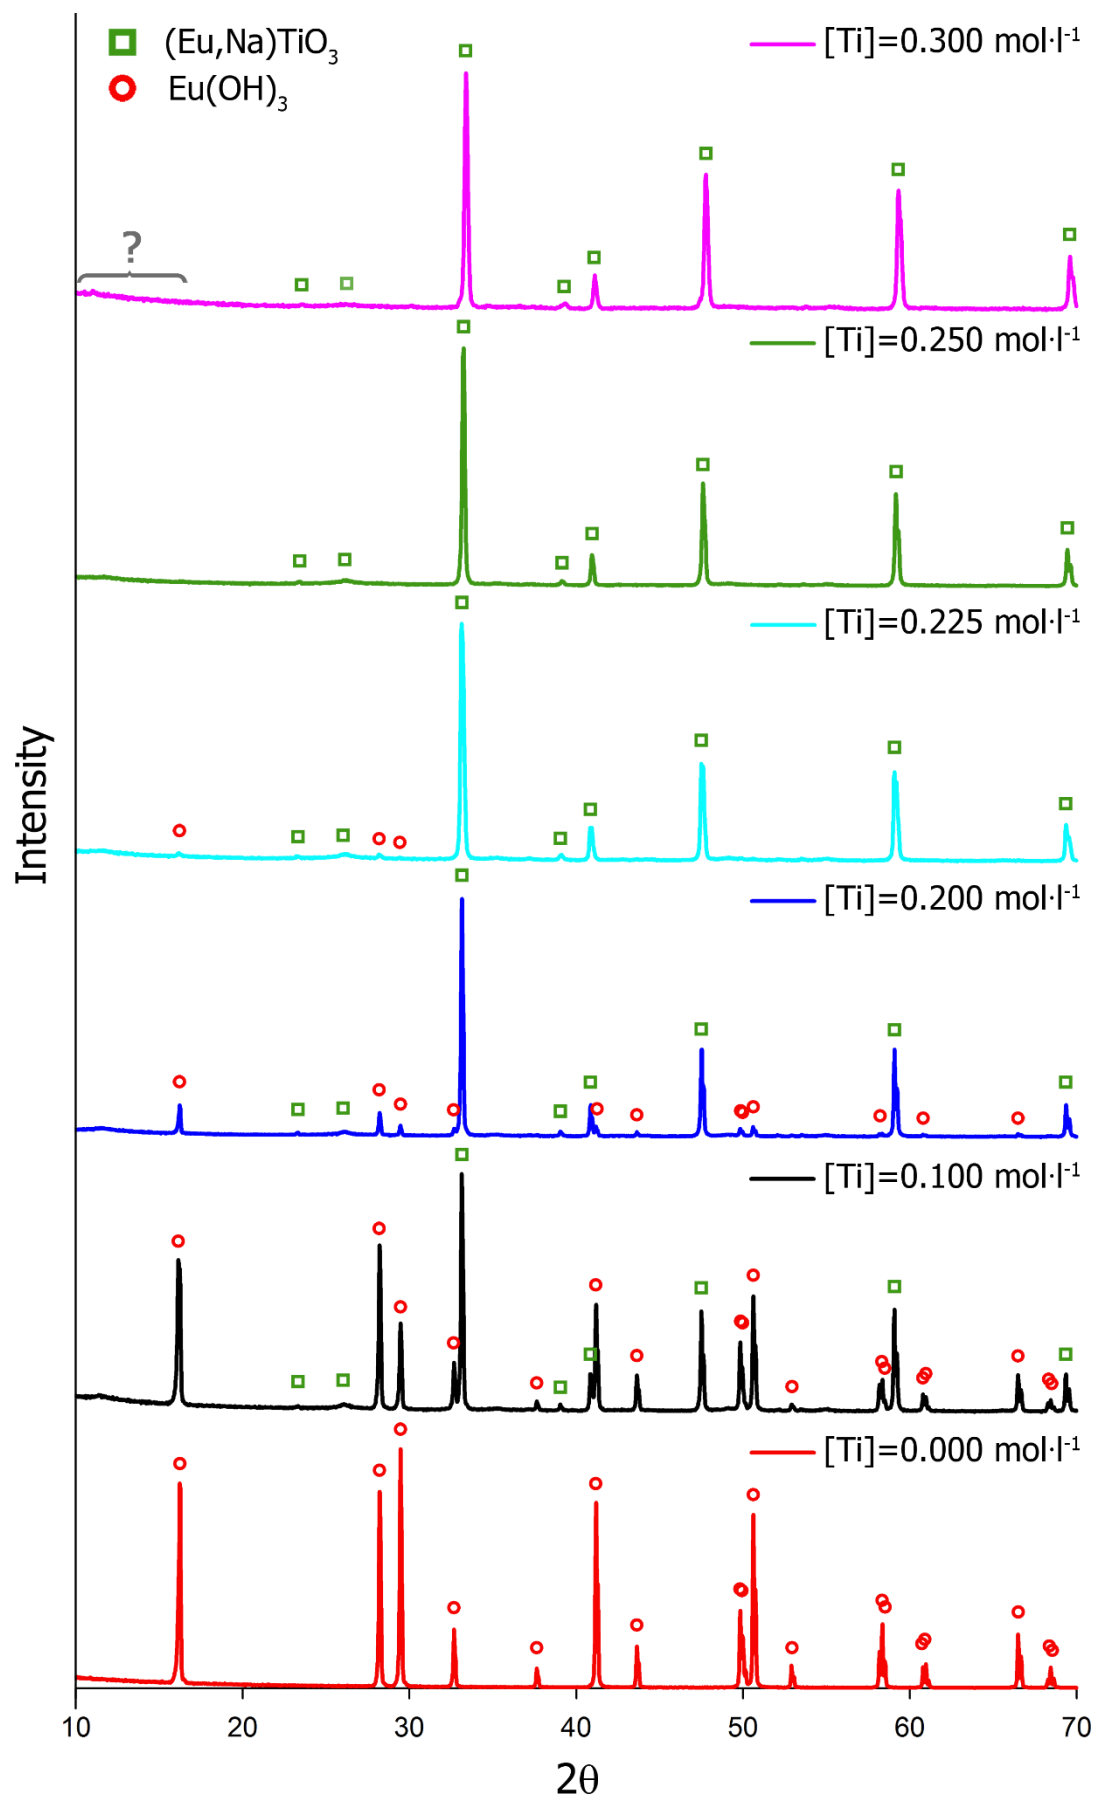 (Eu,Na)TiO₃
Eu(OH)₃
[Ti]=0.300 mol·l⁻¹
?
[Ti]=0.250 mol·l⁻¹
[Ti]=0.225 mol·l⁻¹
[Ti]=0.200 mol·l⁻¹
[Ti]=0.100 mol·l⁻¹
[Ti]=0.000 mol·l⁻¹
Intensity
10 20 30 40 50 60 70
2θ